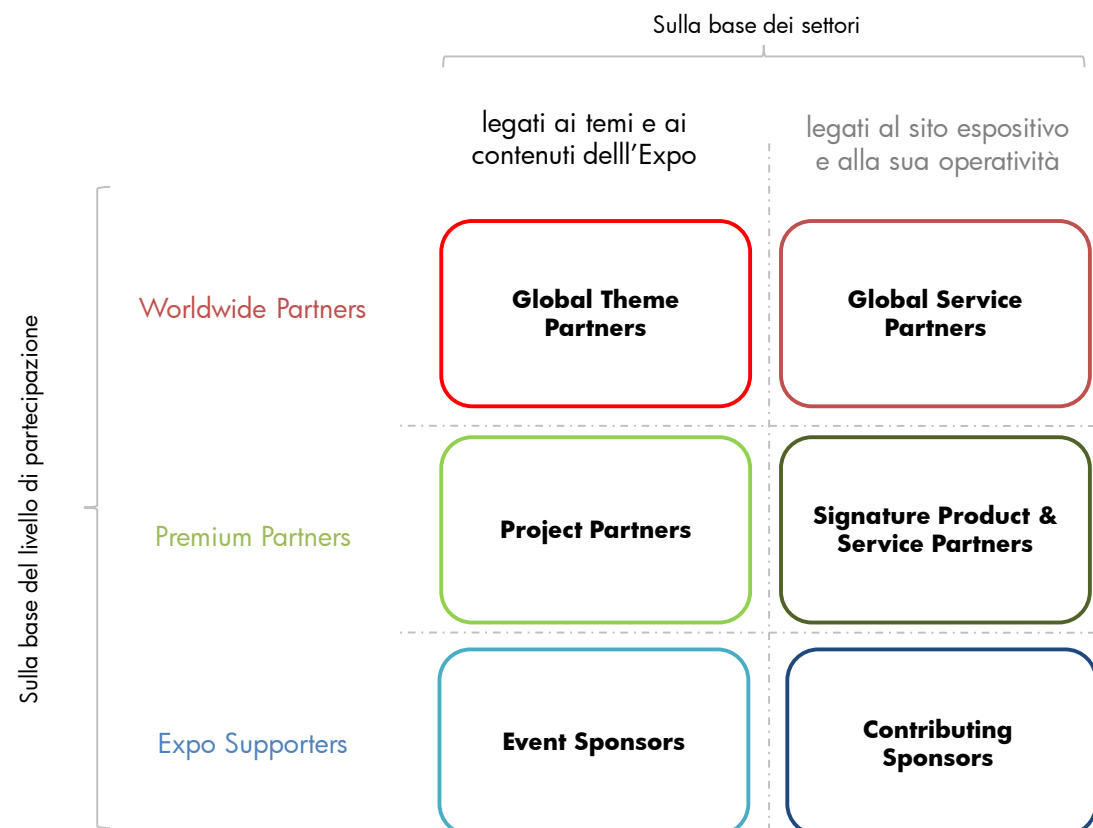 Sulla base dei settori
legati ai temi e ai
contenuti delll'Expo
legati al sito espositivo
e alla sua operatività
Sulla base del livello di partecipazione
Worldwide Partners
Global Theme
Partners
Global Service
Partners
Premium Partners
Project Partners
Signature Product &
Service Partners
Expo Supporters
Event Sponsors
Contributing
Sponsors